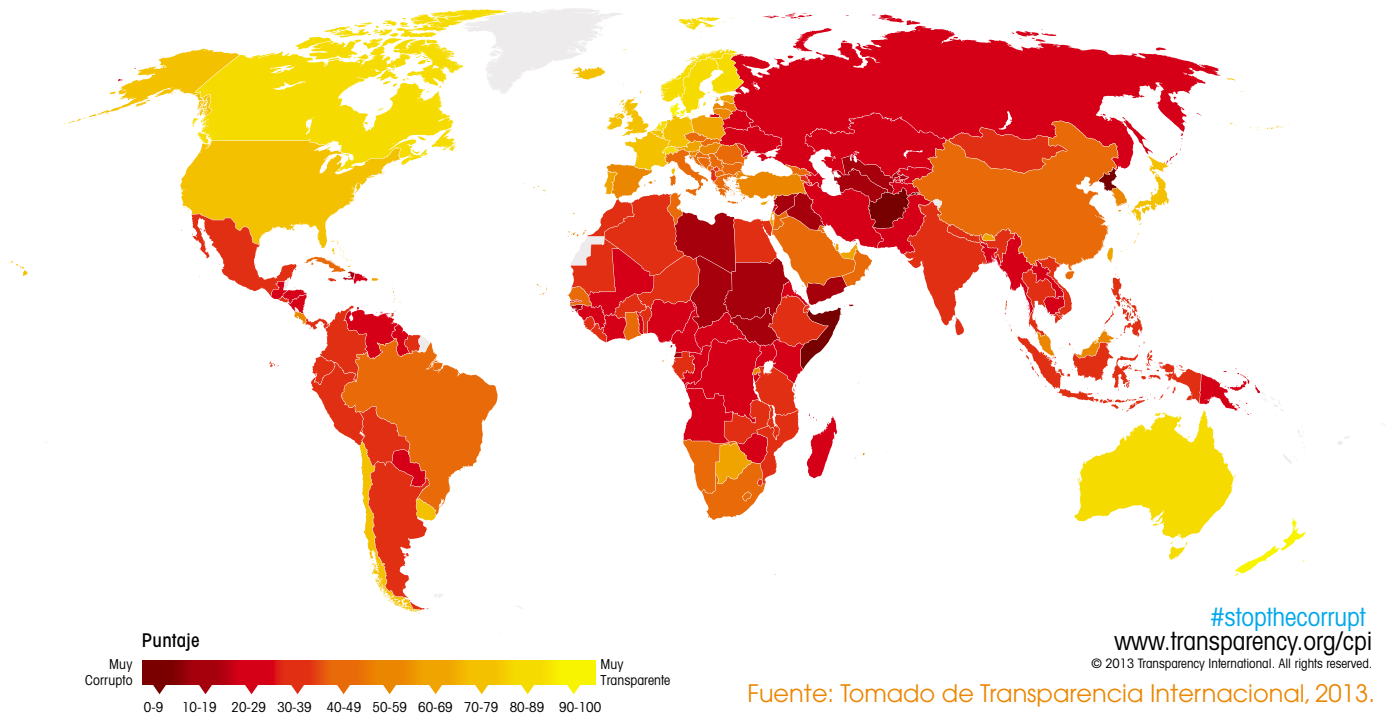 #stopthecorrupt
www.transparency.org/cpi
© 2013 Transparency International. All rights reserved.
Fuente: Tomado de Transparencia Internacional, 2013.
Puntaje
Muy
Corrupto
Muy
Transparente
0-9 10-19 20-29 30-39 40-49 50-59 60-69 70-79 80-89 90-100